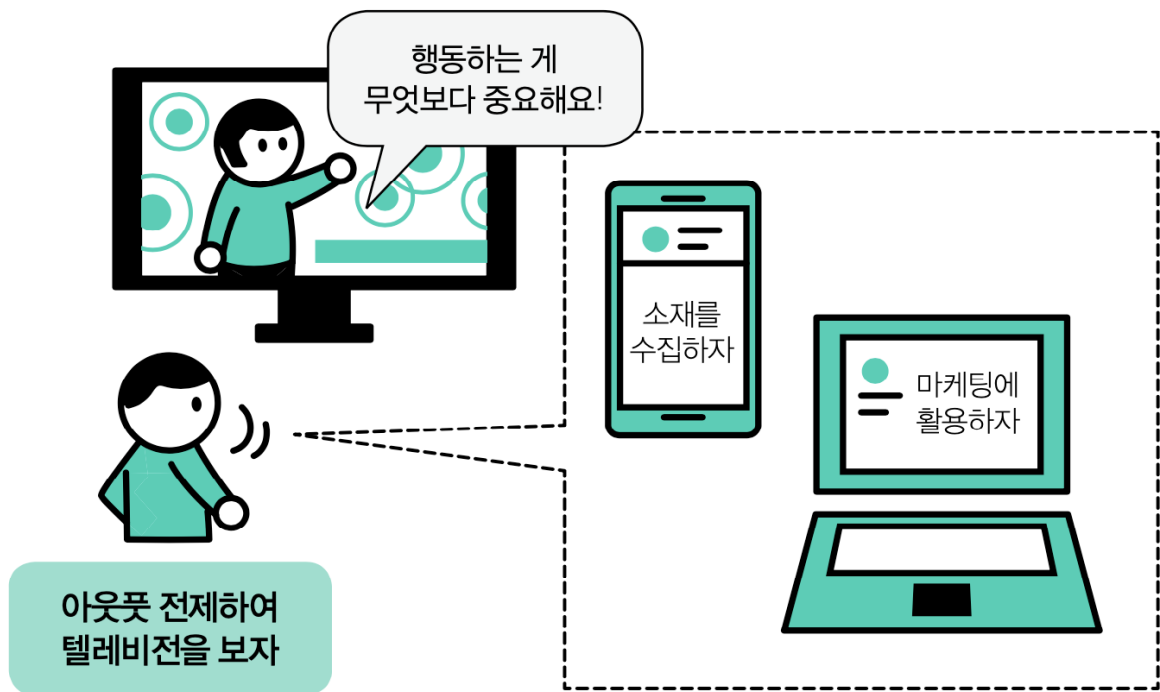 행동하는 게
무엇보다 중요해요!
소재를
수집하자
마케팅에
활용하자
아웃풋 전제하여
텔레비전을 보자